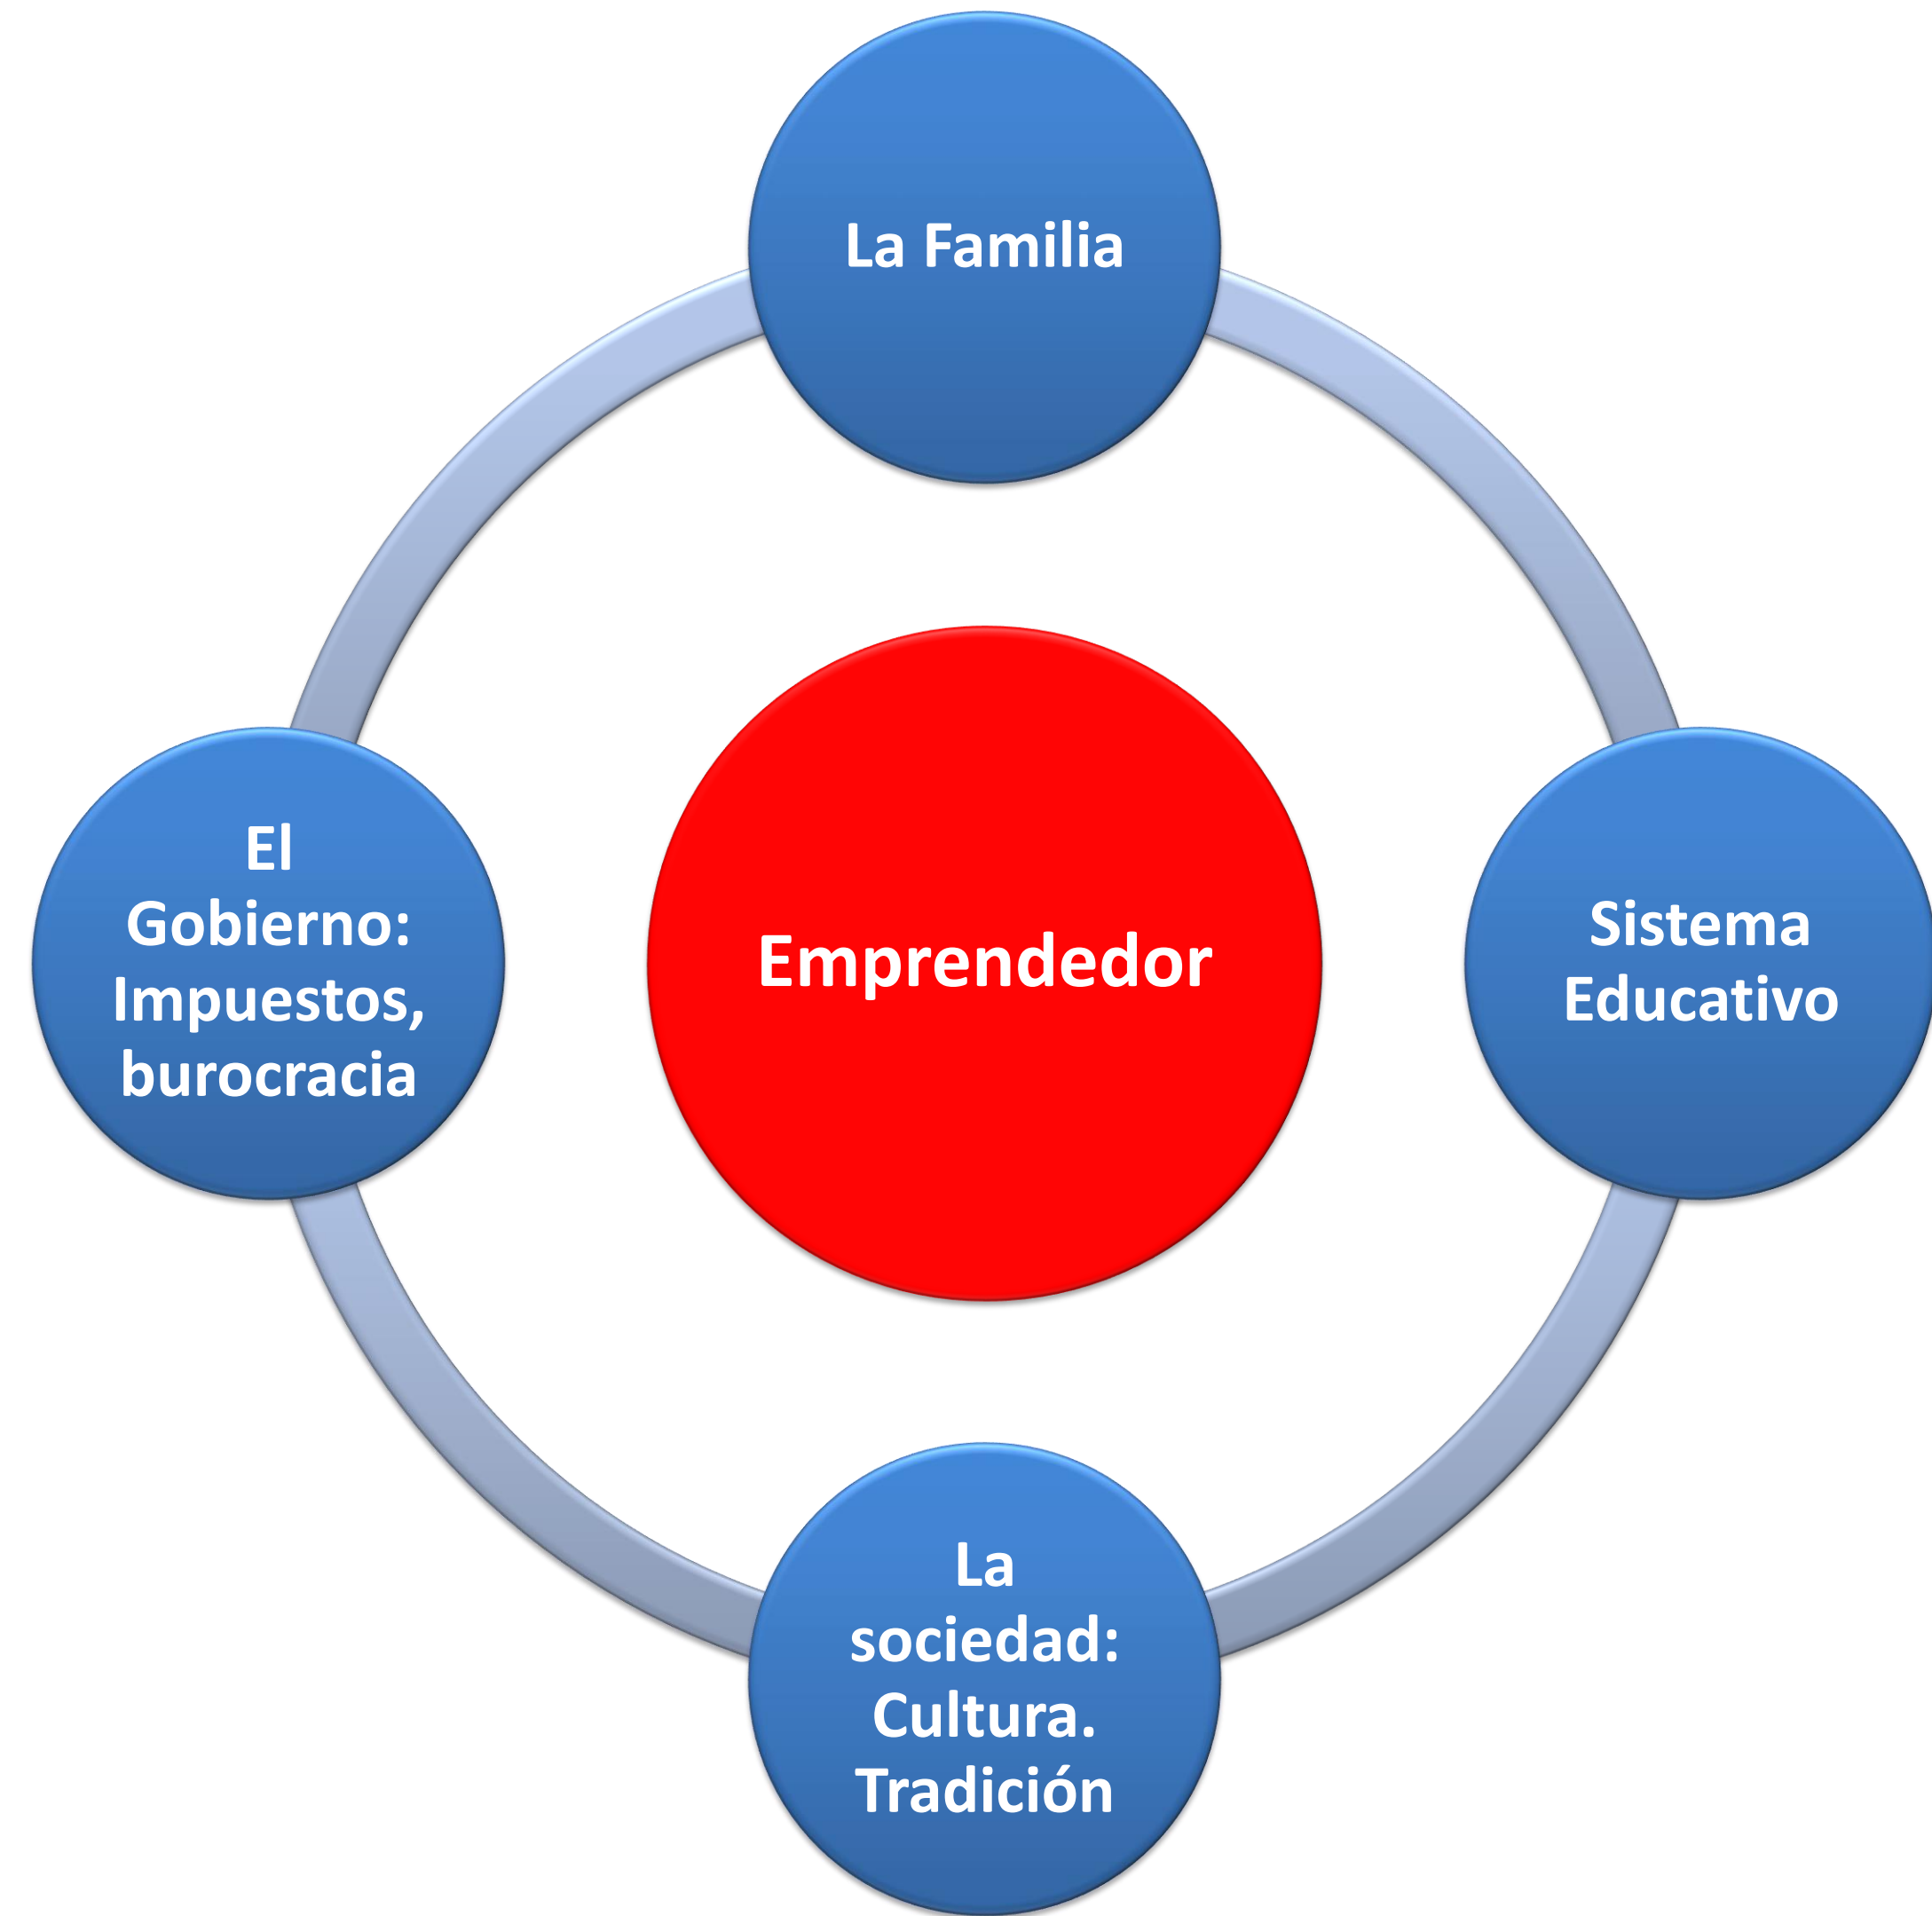 La Familia
El
Gobierno:
Impuestos,
burocracia
Emprendedor
Sistema
Educativo
La
sociedad:
Cultura.
Tradición